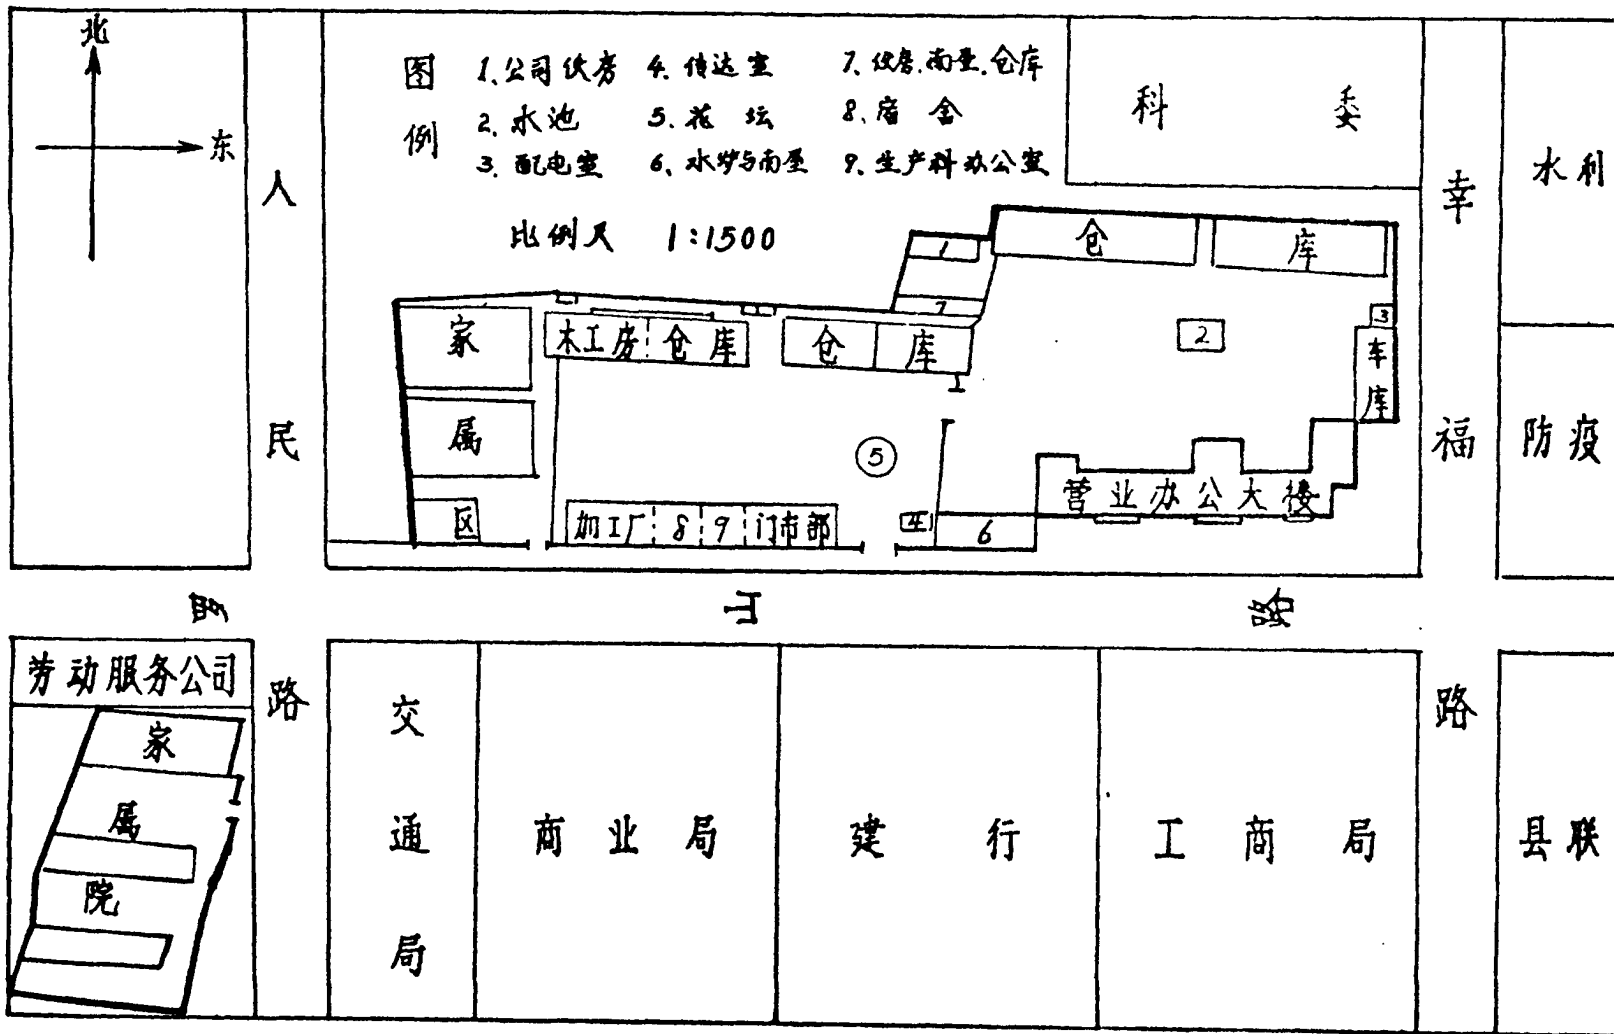 北
东
图例
1.公司伙房 4.传达室 7.伙房.南垩.仓库
2.水池 5.花坛 8.宿舍
3.配电室 6.水炉与南垩 9.生产科办公室
比例尺 1:1500
科委
水利
防疫
人民路
幸福路
1
仓库
7
3
2
车库
家属区
木工房 仓库
仓库
5
营业办公大楼
加工厂 8 9 门市部
4
6
山路
劳动服务公司
家属院
交通局
商业局
建行
工商局
县联